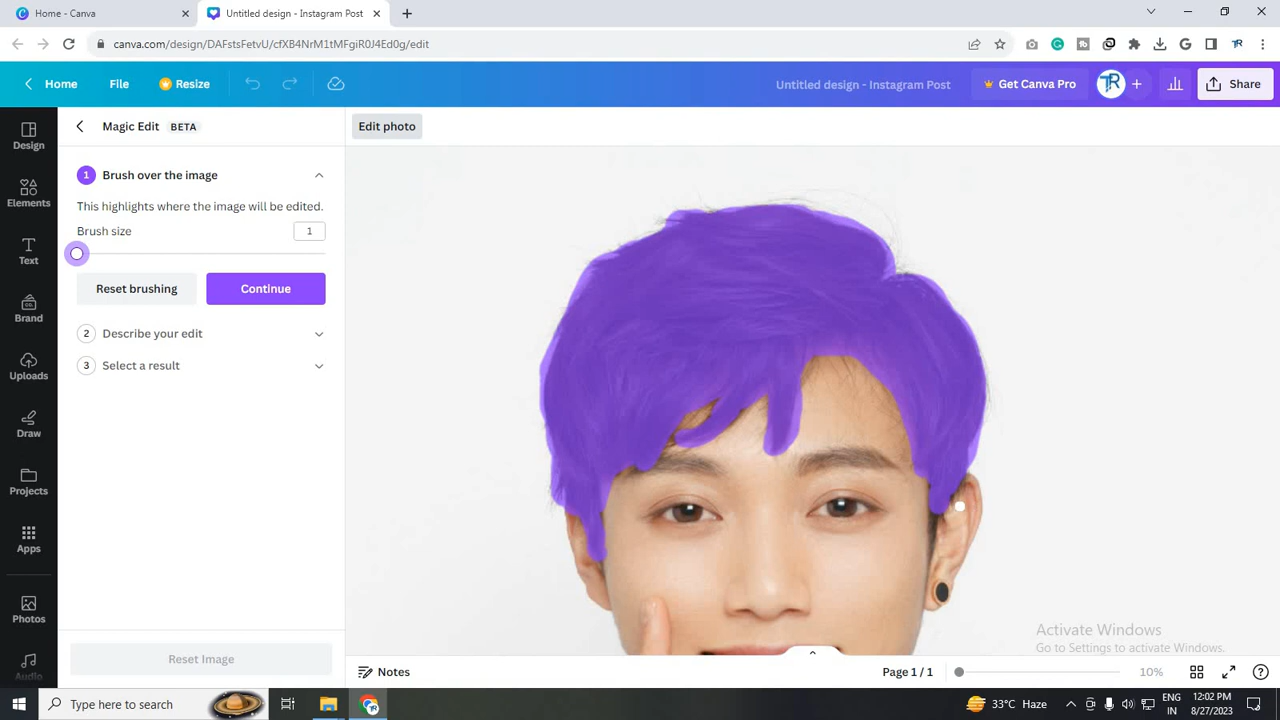 Home - Canva
Untitled design - Instagram Post
canva.com/design/DAFstsFetvU/cfXB4NrM1tMFgiR0J4Ed0g/edit
Home
File
Resize
Untitled design - Instagram Post
Get Canva Pro
Share
Design
Elements
Text
Brand
Uploads
Draw
Projects
Apps
Photos
Audio
Magic Edit BETA
1 Brush over the image
This highlights where the image will be edited.
Brush size 1
Reset brushing
Continue
2 Describe your edit
3 Select a result
Reset Image
Edit photo
Activate Windows
Go to Settings to activate Windows.
Notes
Page 1 / 1
10%
Type here to search
33°C Haze
ENG
IN
12:02 PM
8/27/2023